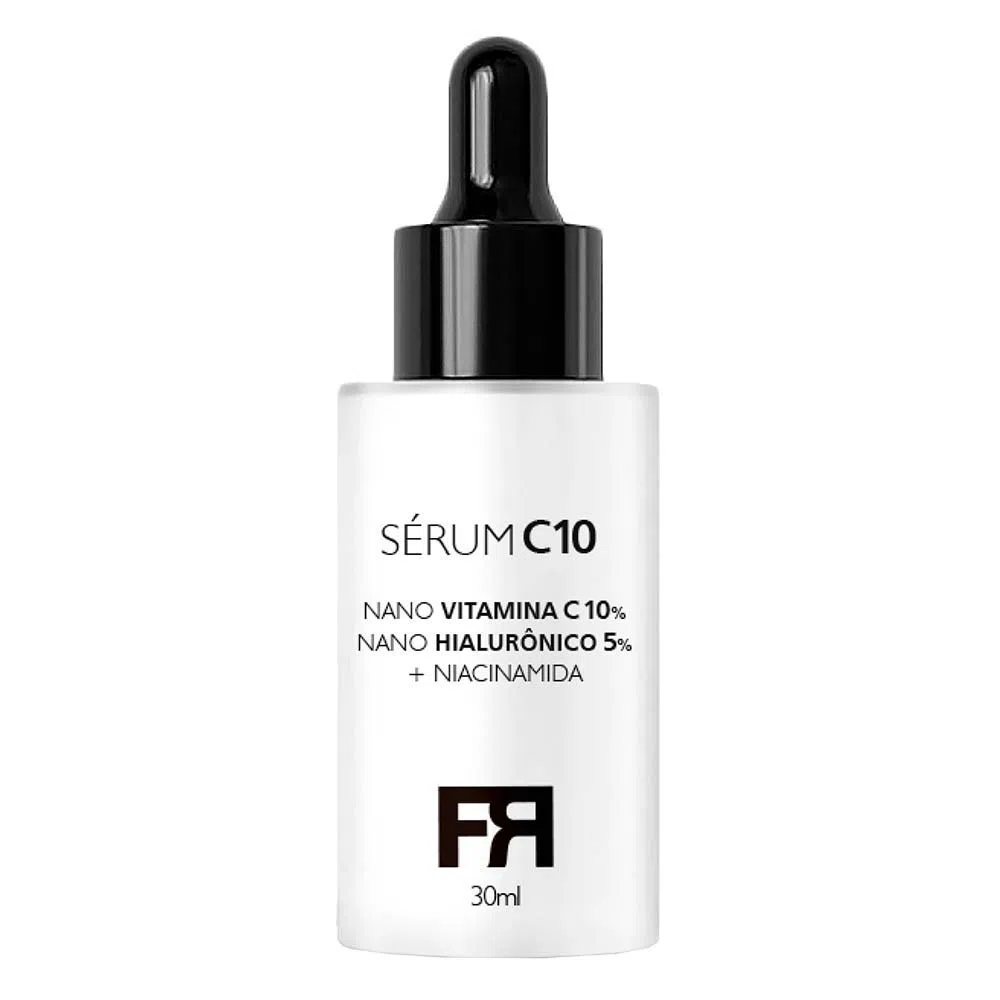 SÉRUM C10
NANO VITAMINA C 10%
NANO HIALURÔNICO 5%
+ NIACINAMIDA
FR
30ml